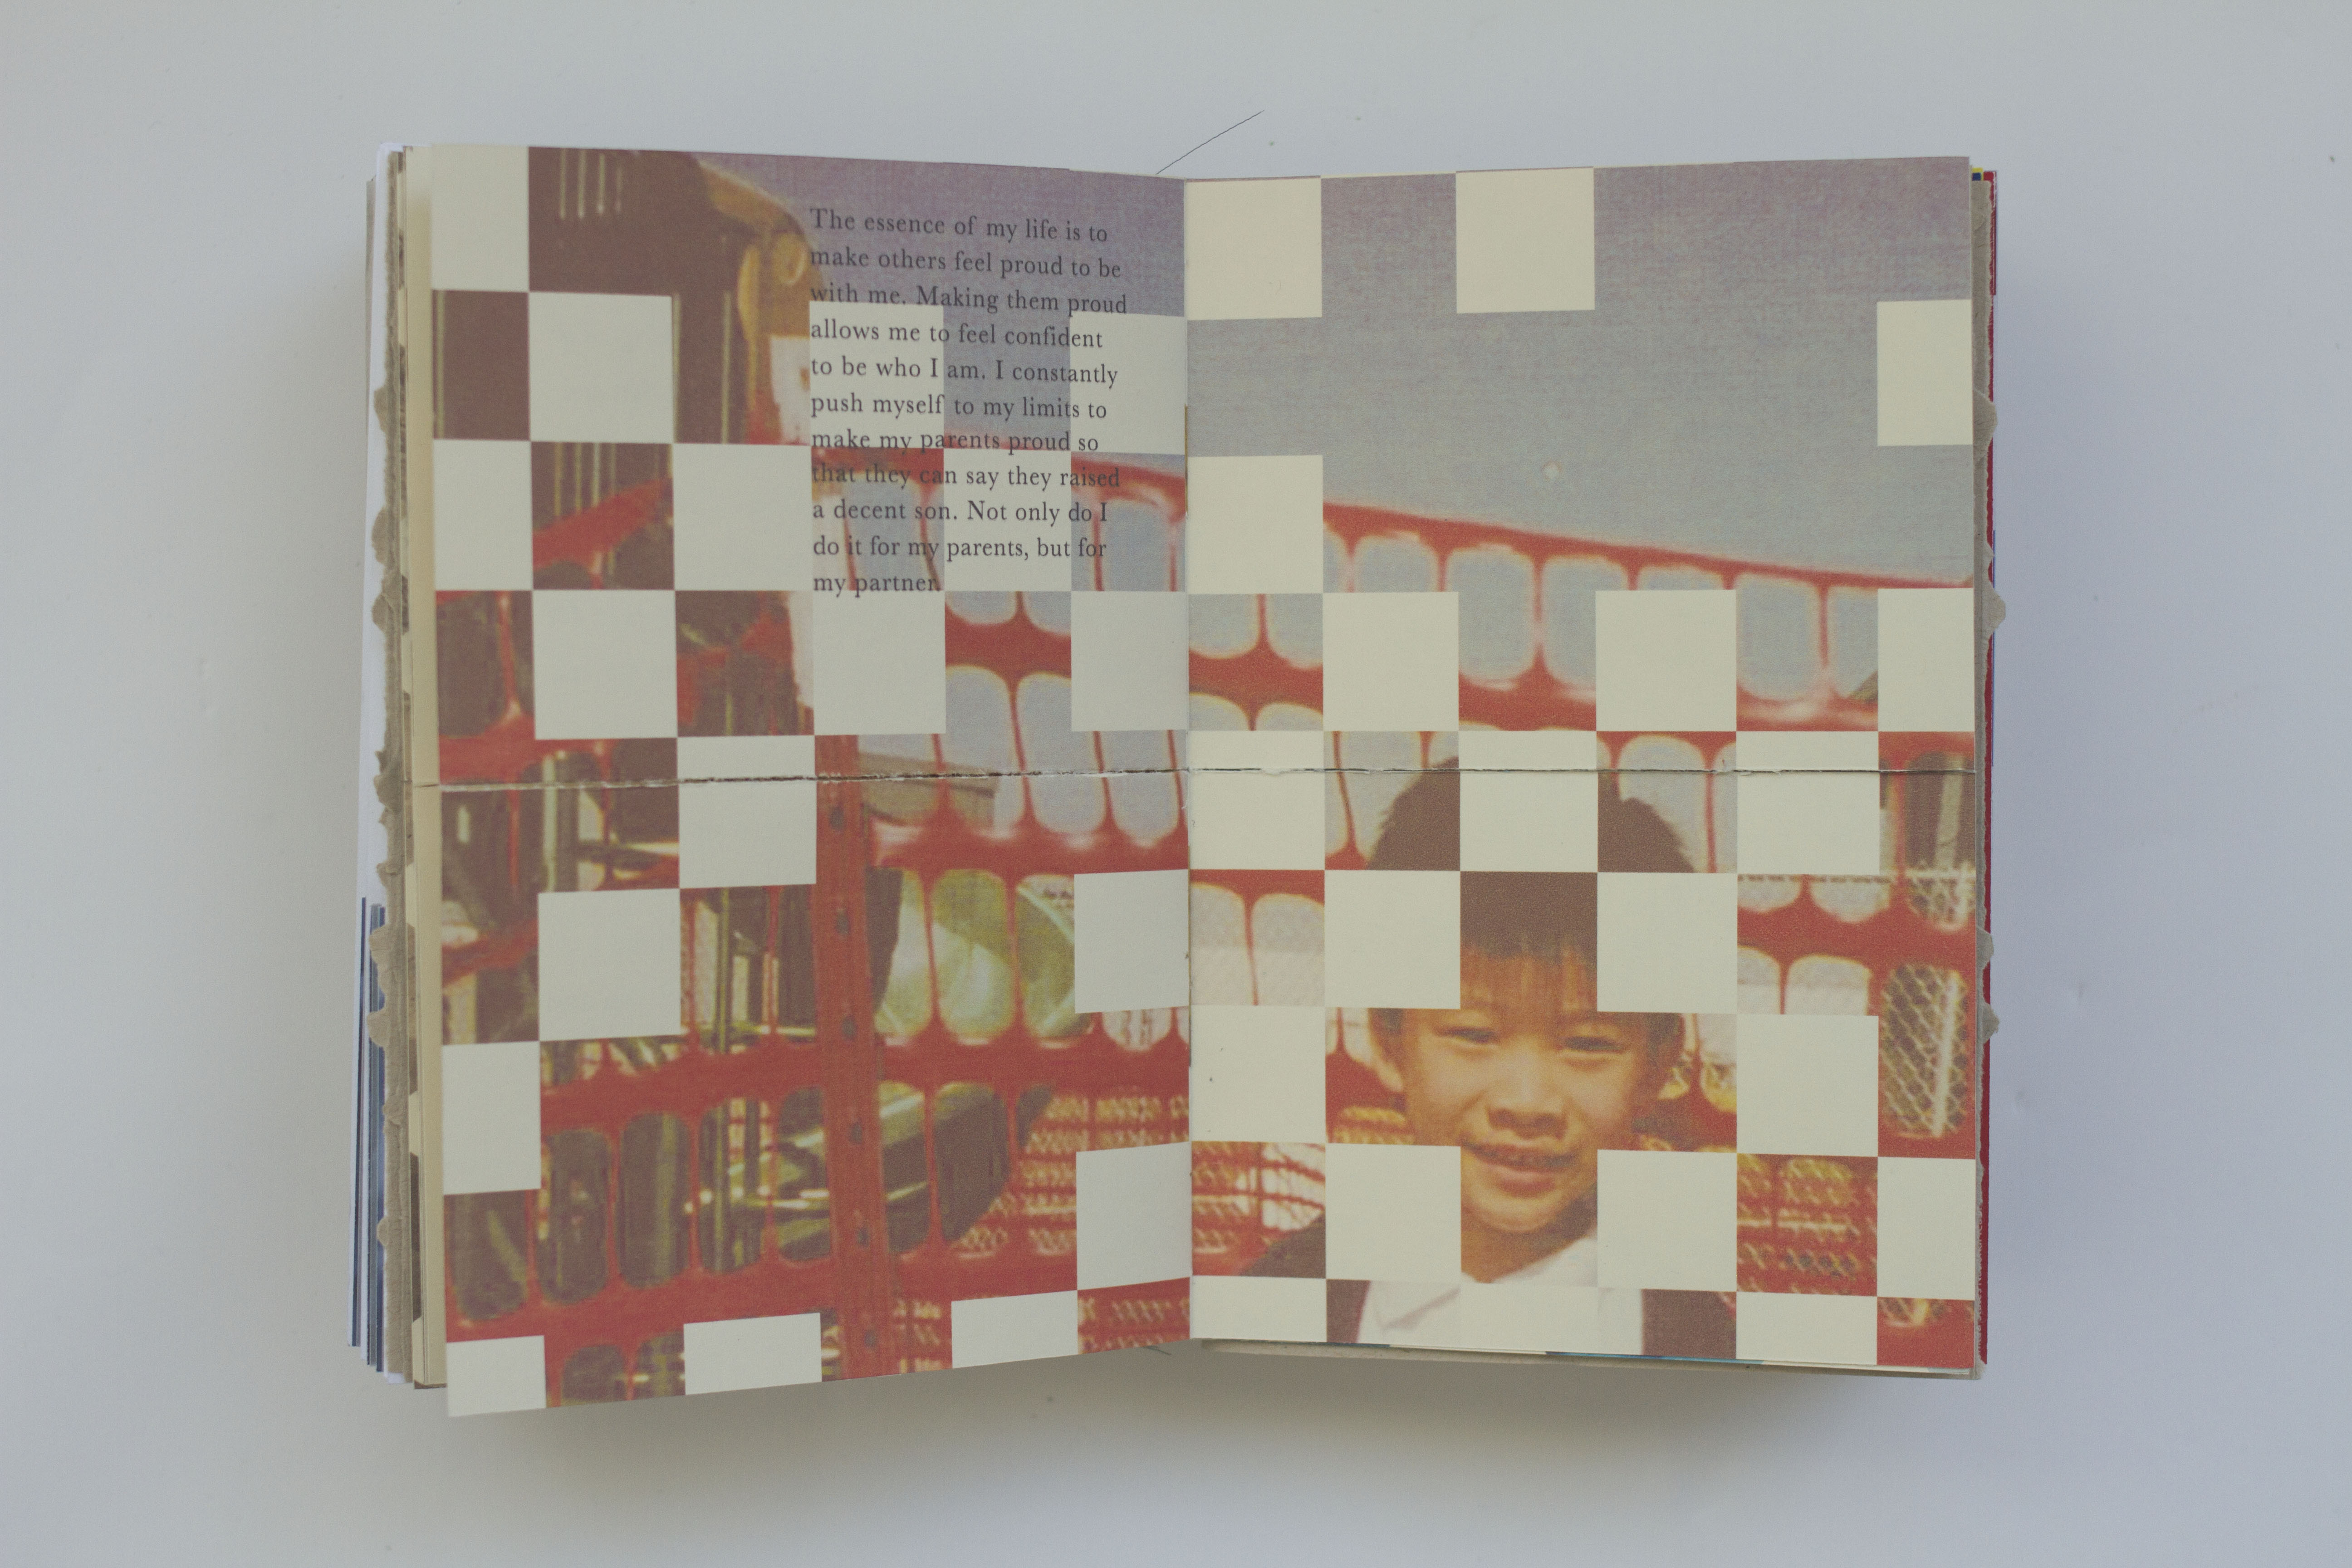 The essence of my life is to
make others feel proud to be
with me. Making them proud
allows me to feel confident
to be who I am. I constantly
push myself to my limits to
make my parents proud so
that they can say they raised
a decent son. Not only do I
do it for my parents, but for
my partner.